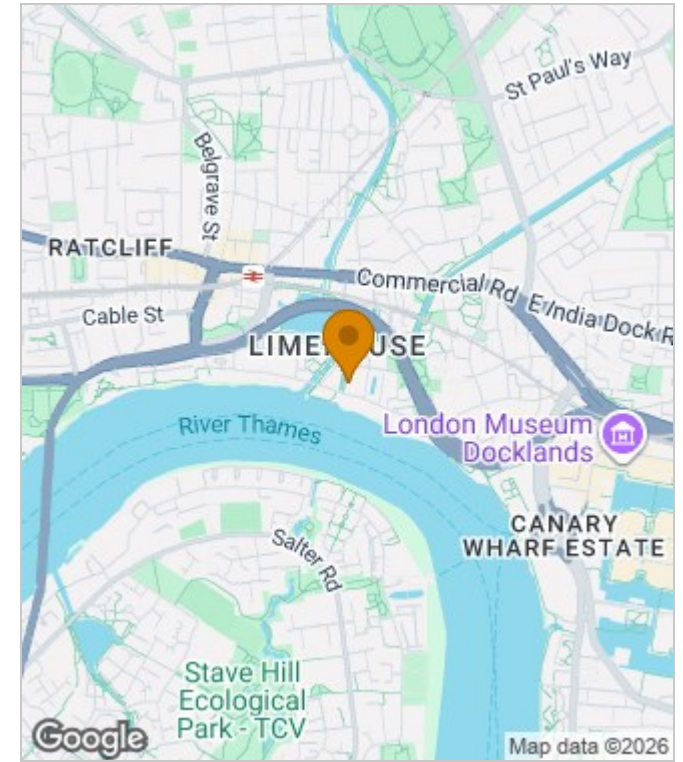 St Paul's Way
Belgrave St
RATCLIFF
Commercial Rd
E India Dock R
Cable St
LIME USE
River Thames
London Museum
Docklands
CANARY
WHARF ESTATE
Salter Rd
Stave Hill
Ecological
Park - TCV
Google
Map data ©2026